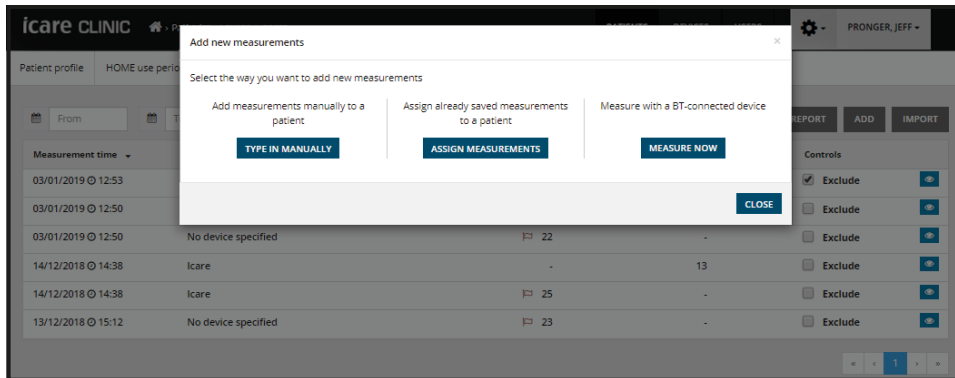 icare CLINIC
PATIENTS DEVICES USERS
PRONGER, JEFF
Add new measurements
×
Patient profile
HOME use perio
Select the way you want to add new measurements
Add measurements manually to a
patient
TYPE IN MANUALLY
Assign already saved measurements
to a patient
ASSIGN MEASUREMENTS
Measure with a BT-connected device
MEASURE NOW
CLOSE
From
REPORT ADD IMPORT
Measurement time Controls
03/01/2019 12:53 Exclude
03/01/2019 12:50 Exclude
03/01/2019 12:50 No device specified 22 - Exclude
14/12/2018 14:38 Icare - 13 Exclude
14/12/2018 14:38 Icare 25 - Exclude
13/12/2018 15:12 No device specified 23 - Exclude
« ‹ 1 › »